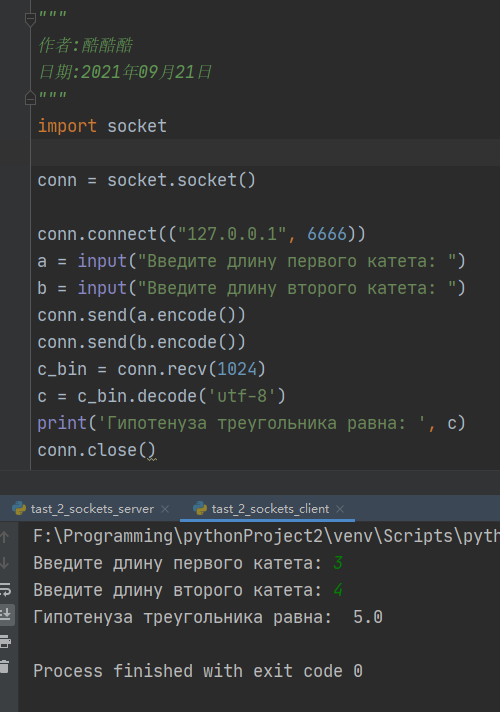 """
作者:酷酷酷
日期:2021年09月21日
"""
import socket
conn = socket.socket()
conn.connect(("127.0.0.1", 6666))
a = input("Введите длину первого катета: ")
b = input("Введите длину второго катета: ")
conn.send(a.encode())
conn.send(b.encode())
c_bin = conn.recv(1024)
c = c_bin.decode('utf-8')
print('Гипотенуза треугольника равна: ', c)
conn.close()
tast_2_sockets_server × tast_2_sockets_client ×
F:\Programming\pythonProject2\venv\Scripts\pyth
Введите длину первого катета: 3
Введите длину второго катета: 4
Гипотенуза треугольника равна:  5.0
Process finished with exit code 0